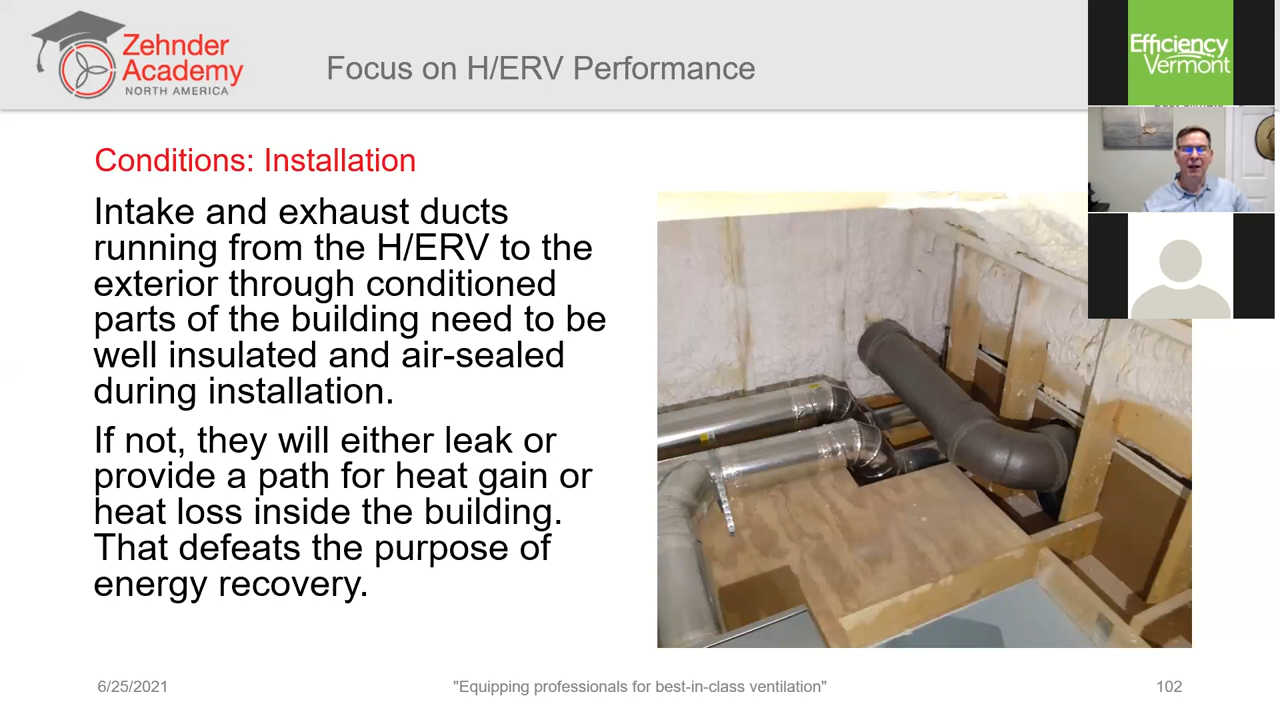 Zehnder
Academy
NORTH AMERICA
Focus on H/ERV Performance
Efficiency
Vermont
Conditions: Installation
Intake and exhaust ducts
running from the H/ERV to the
exterior through conditioned
parts of the building need to be
well insulated and air-sealed
during installation.
If not, they will either leak or
provide a path for heat gain or
heat loss inside the building.
That defeats the purpose of
energy recovery.
6/25/2021
"Equipping professionals for best-in-class ventilation"
102